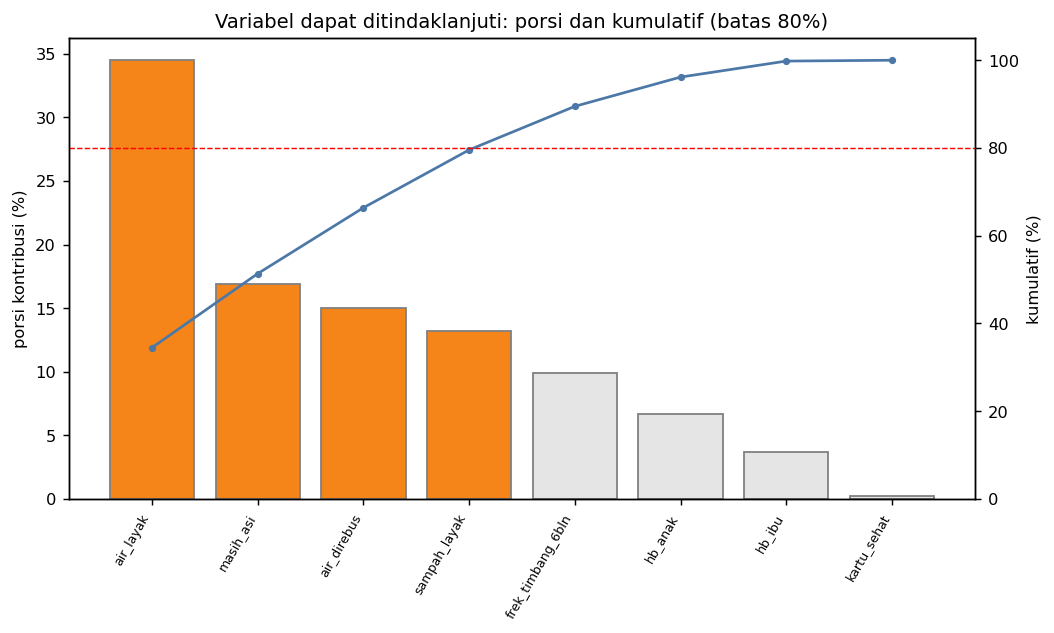 Variabel dapat ditindaklanjuti: porsi dan kumulatif (batas 80%)
porsi kontribusi (%)
35
30
25
20
15
10
5
0
100
80
60
40
20
0
kumulatif (%)
air_layak
masih_asi
air_direbus
sampah_layak
frek_timbang_6bln
hb_anak
hb_ibu
kartu_sehat